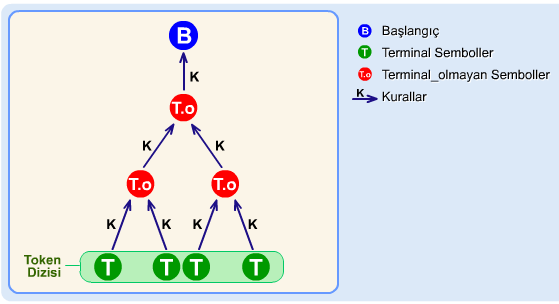 B
Başlangıç
T
Terminal Semboller
T.o
Terminal_olmayan Semboller
K
Kurallar
K
T.o
K
K
T.o
T.o
K
K
K
K
Token
Dizisi
T
T
T
T